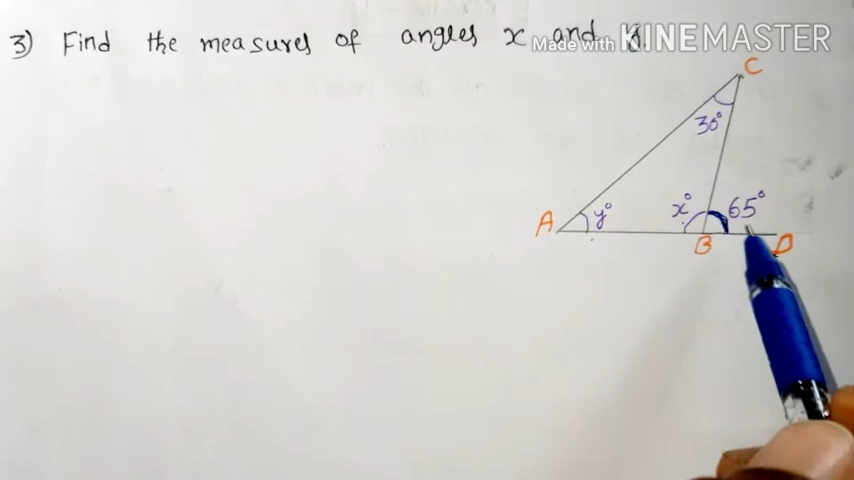 3) Find the measures of angles x and y.
Made with KINEMASTER
C
30°
A
y°
x°
65°
B
D